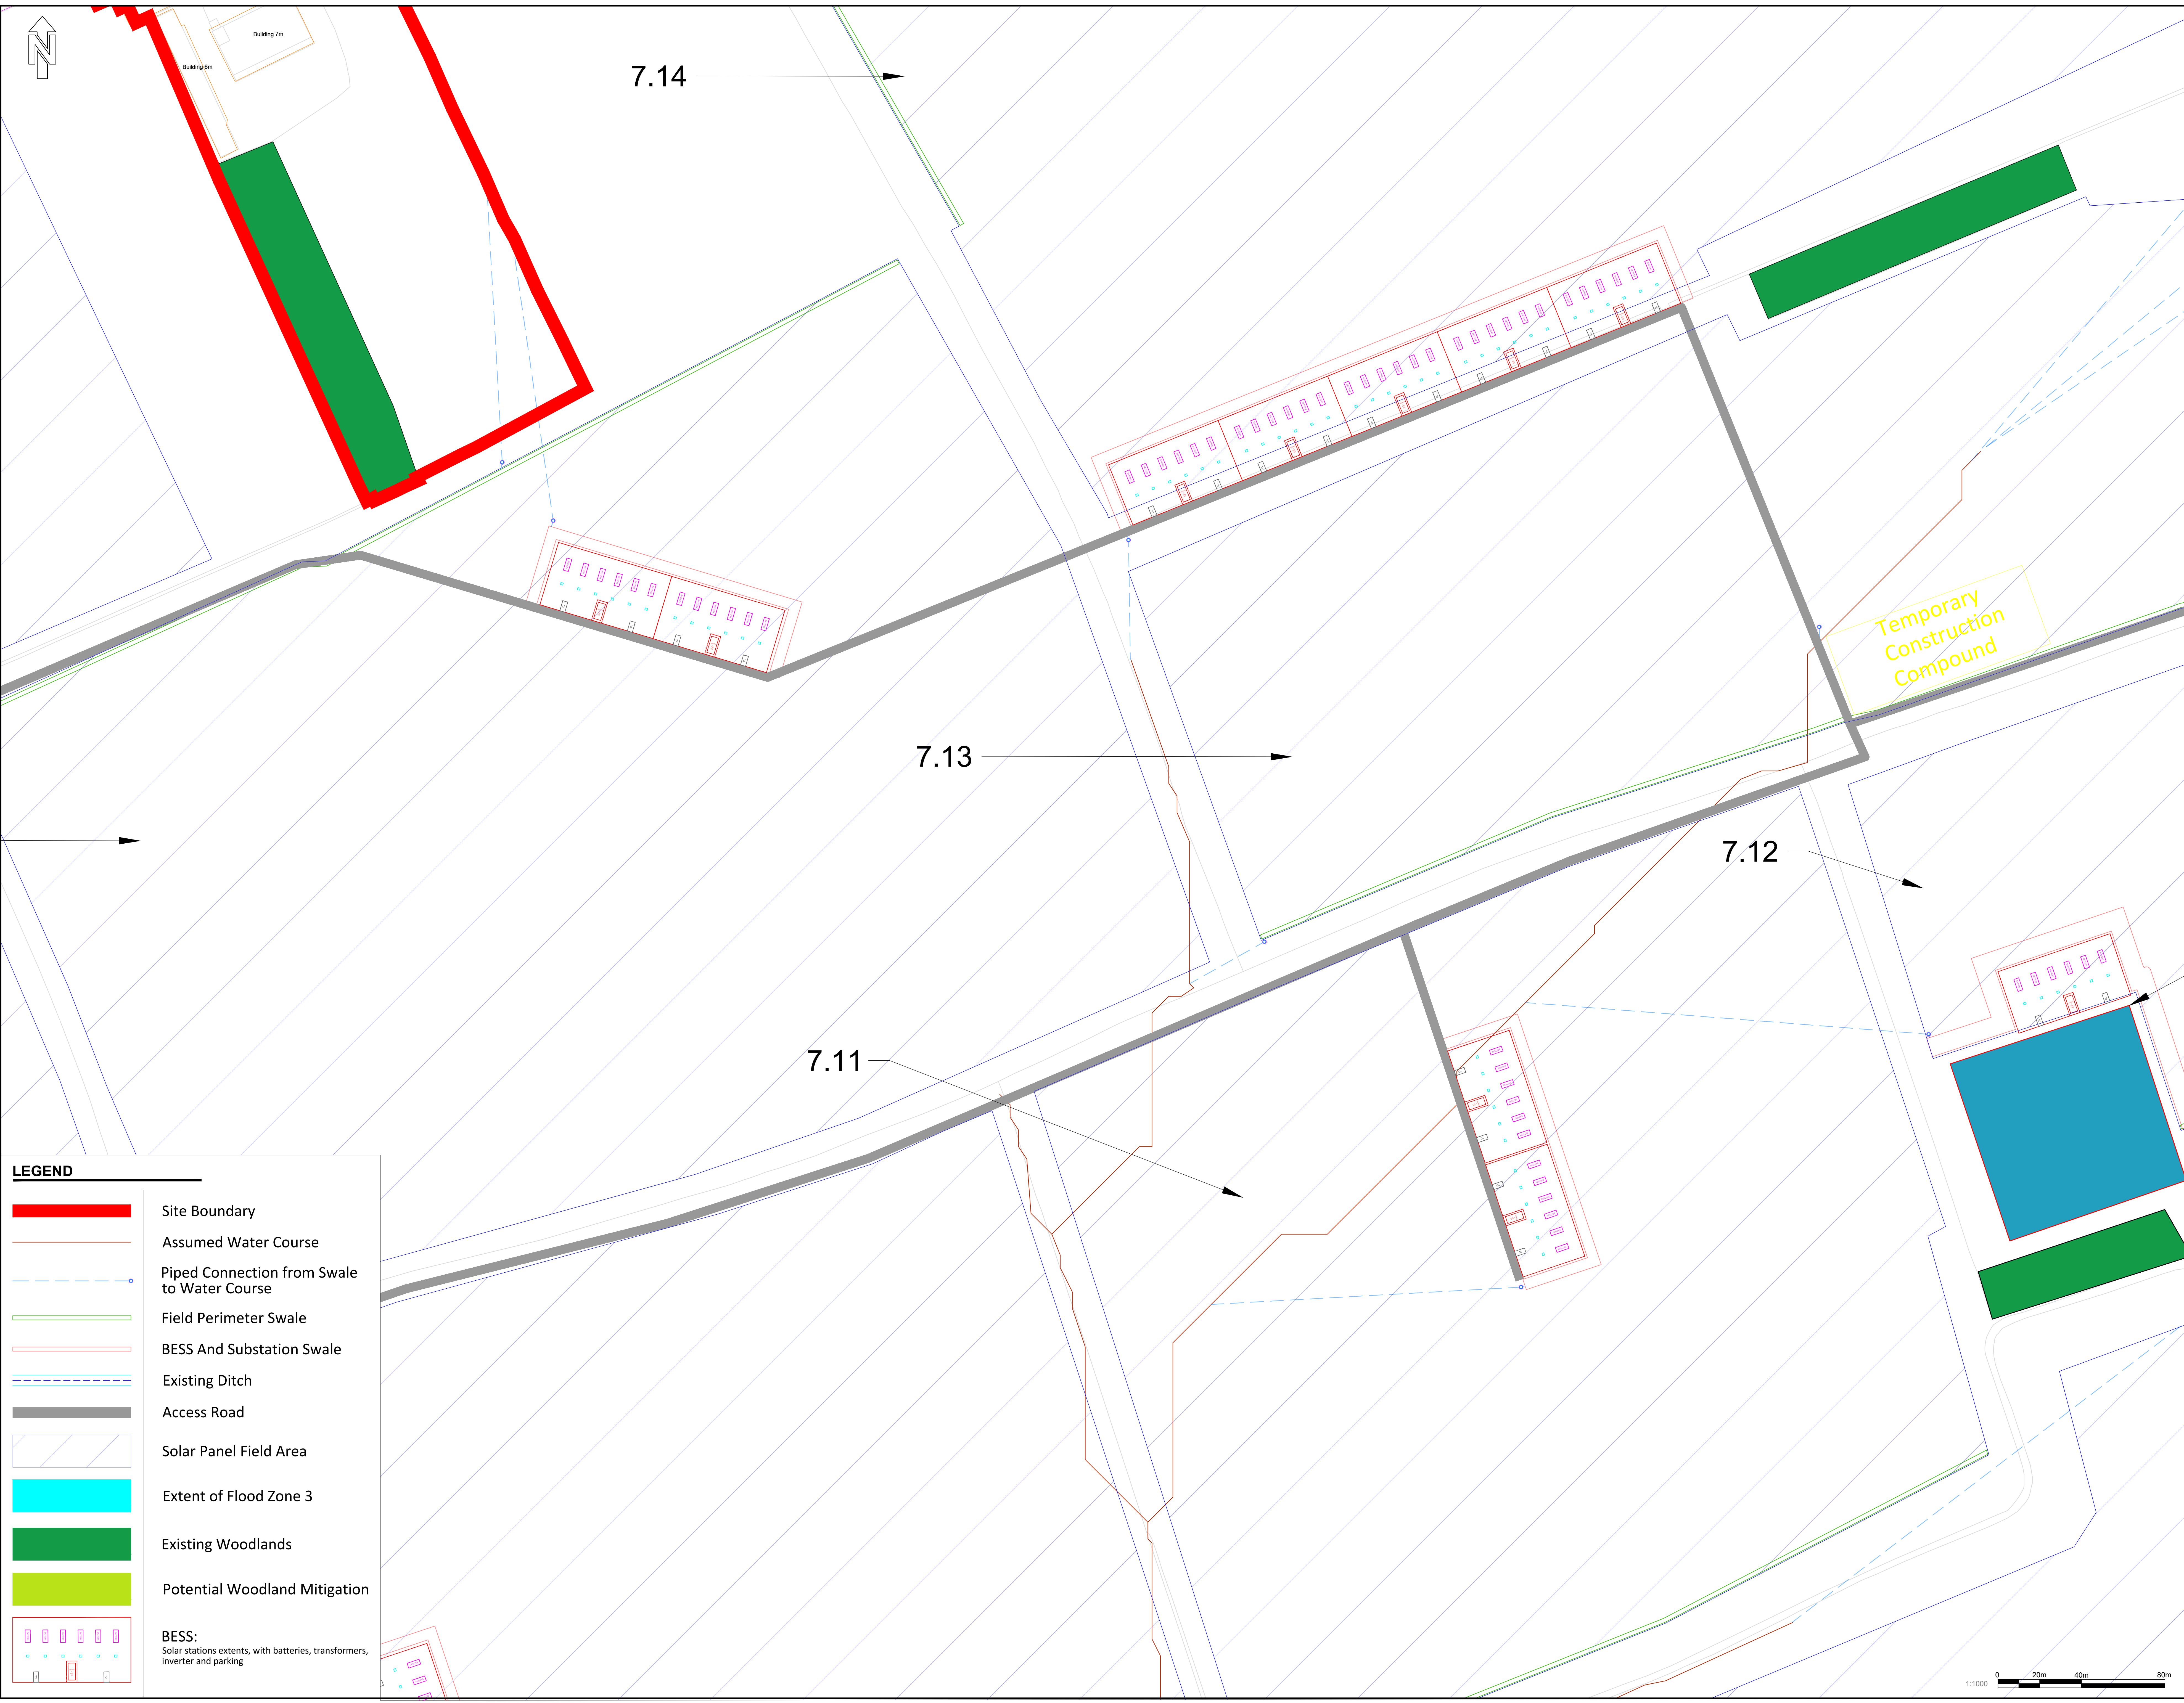 N
Building 7m
Building 6m
7.14
Temporary
Construction
Compound
7.13
7.12
7.11
LEGEND
Site Boundary
Assumed Water Course
Piped Connection from Swale
to Water Course
Field Perimeter Swale
BESS And Substation Swale
Existing Ditch
Access Road
Solar Panel Field Area
Extent of Flood Zone 3
Existing Woodlands
Potential Woodland Mitigation
BESS:
Solar stations extents, with batteries, transformers,
inverter and parking
1:1000
0 20m 40m 80m